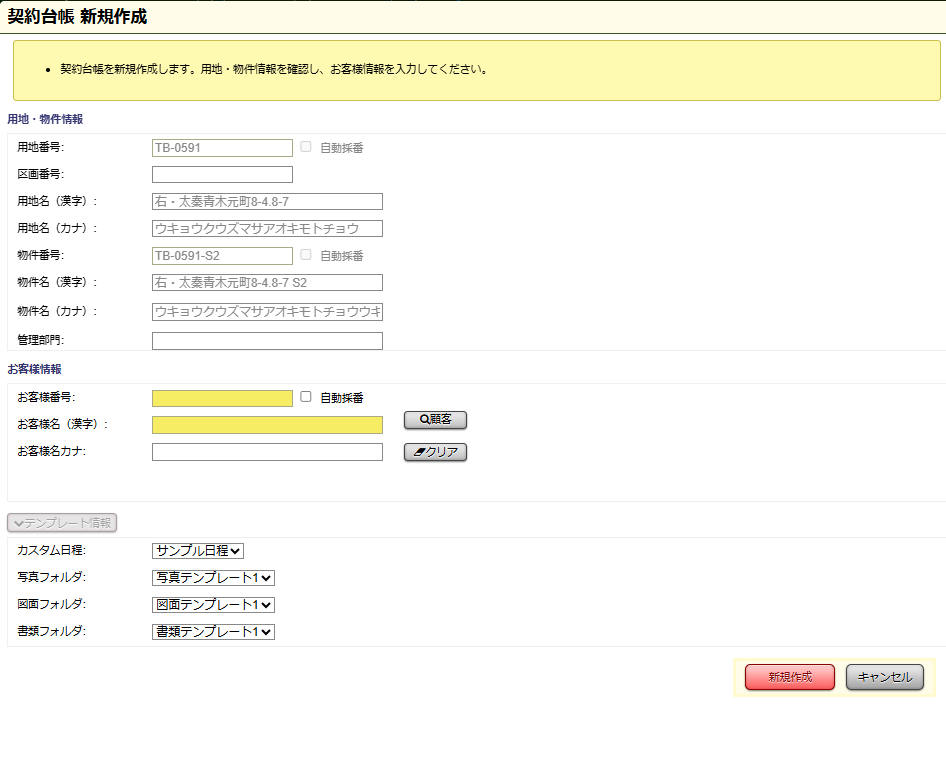 契約台帳 新規作成
契約台帳を新規作成します。用地・物件情報を確認し、お客様情報を入力してください。
用地・物件情報
用地番号: TB-0591 自動採番
区画番号:
用地名（漢字）: 右・太秦青木元町8-4.8-7
用地名（カナ）: ウキョウクウズマサアオキモトチョウ
物件番号: TB-0591-S2 自動採番
物件名（漢字）: 右・太秦青木元町8-4.8-7 S2
物件名（カナ）: ウキョウクウズマサアオキモトチョウウキ
管理部門:
お客様情報
お客様番号: 自動採番
お客様名（漢字）: 顧客
お客様名カナ: クリア
テンプレート情報
カスタム日程: サンプル日程
写真フォルダ: 写真テンプレート1
図面フォルダ: 図面テンプレート1
書類フォルダ: 書類テンプレート1
新規作成 キャンセル